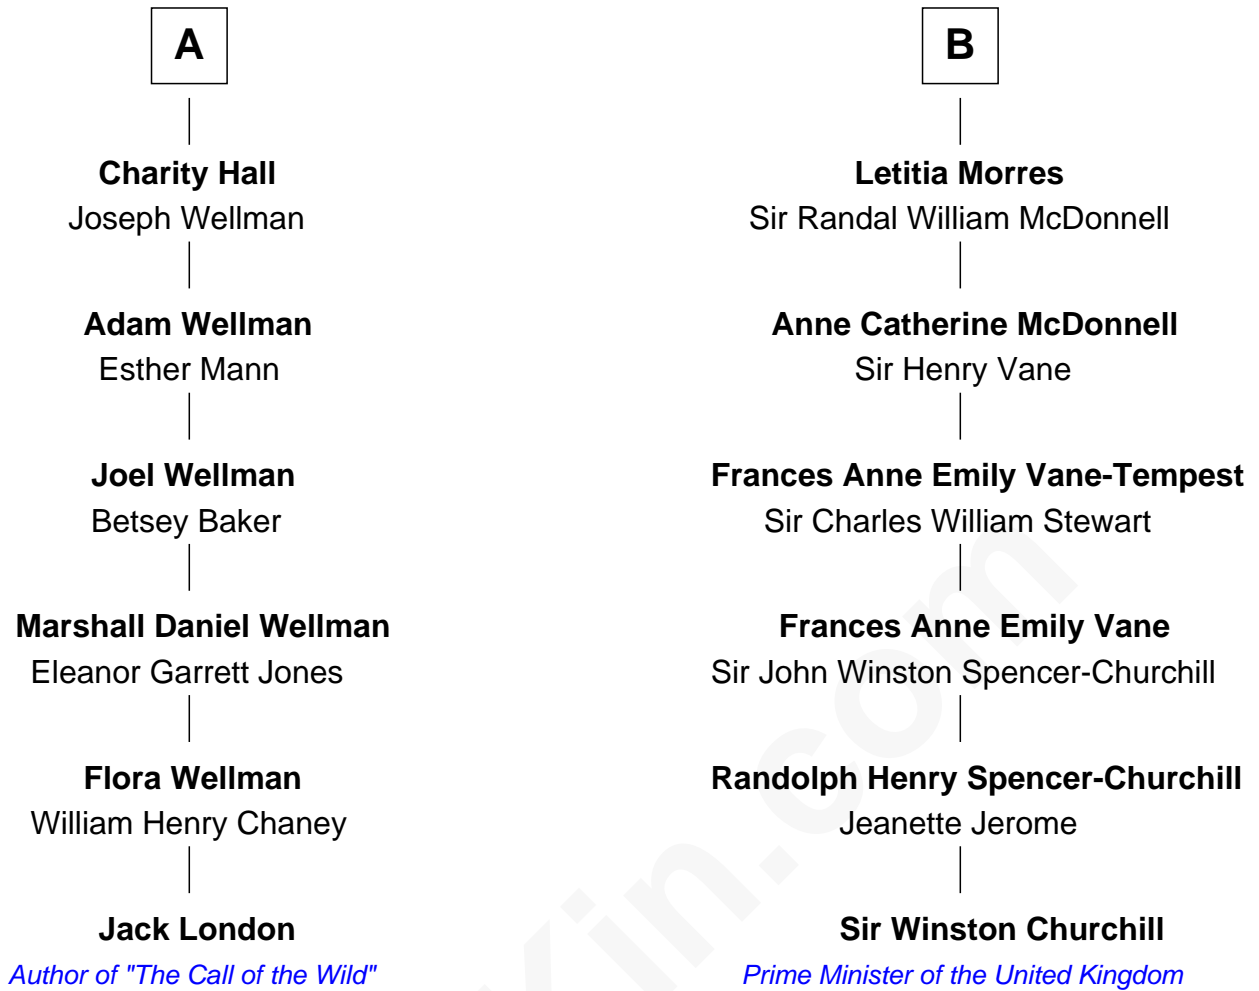 A
Charity Hall
Joseph Wellman
Adam Wellman
Esther Mann
Joel Wellman
Betsey Baker
Marshall Daniel Wellman
Eleanor Garrett Jones
Flora Wellman
William Henry Chaney
Jack London
Author of "The Call of the Wild"
B
Letitia Morres
Sir Randal William McDonnell
Anne Catherine McDonnell
Sir Henry Vane
Frances Anne Emily Vane-Tempest
Sir Charles William Stewart
Frances Anne Emily Vane
Sir John Winston Spencer-Churchill
Randolph Henry Spencer-Churchill
Jeanette Jerome
Sir Winston Churchill
Prime Minister of the United Kingdom